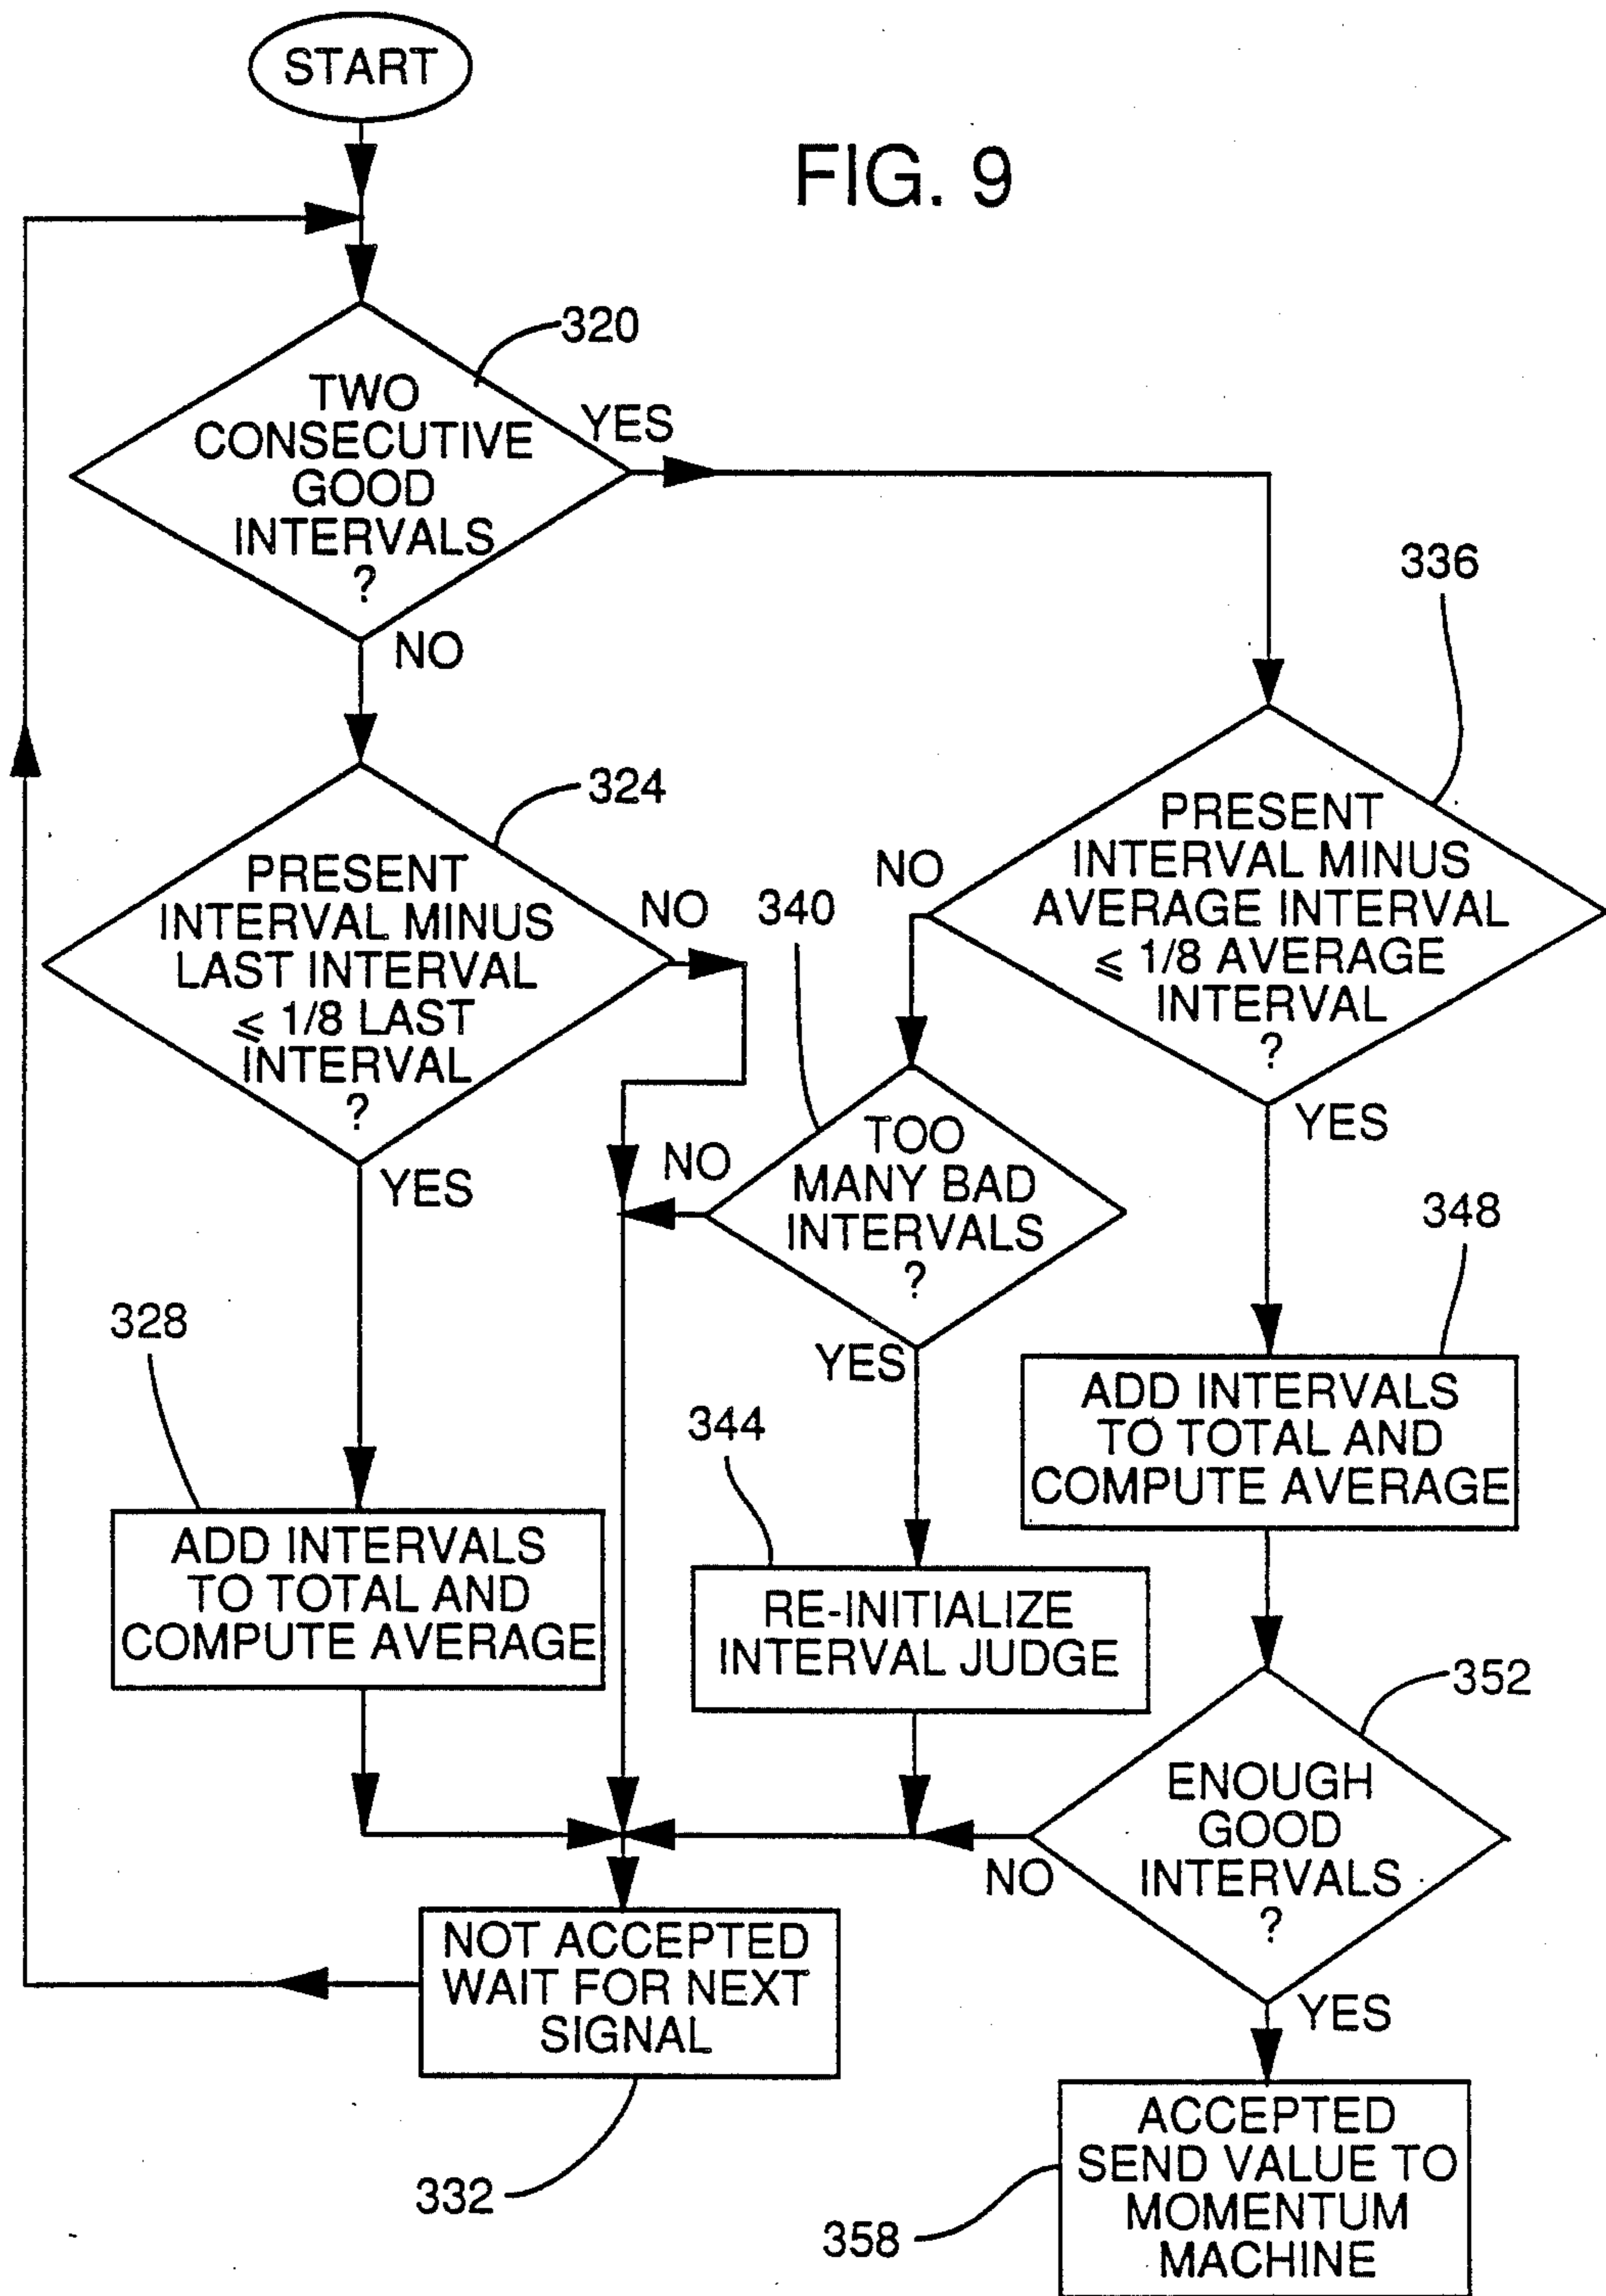 START
FIG. 9
320
TWO
CONSECUTIVE
GOOD
INTERVALS
?
YES
NO
336
324
PRESENT
INTERVAL MINUS
LAST INTERVAL
⩽ 1/8 LAST
INTERVAL
?
NO
YES
PRESENT
INTERVAL MINUS
AVERAGE INTERVAL
⩽ 1/8 AVERAGE
INTERVAL
?
NO
YES
340
TOO
MANY BAD
INTERVALS
?
NO
YES
348
ADD INTERVALS
TO TOTAL AND
COMPUTE AVERAGE
328
ADD INTERVALS
TO TOTAL AND
COMPUTE AVERAGE
344
RE-INITIALIZE
INTERVAL JUDGE
352
ENOUGH
GOOD
INTERVALS
?
NO
YES
NOT ACCEPTED
WAIT FOR NEXT
SIGNAL
332
ACCEPTED
SEND VALUE TO
MOMENTUM
MACHINE
358